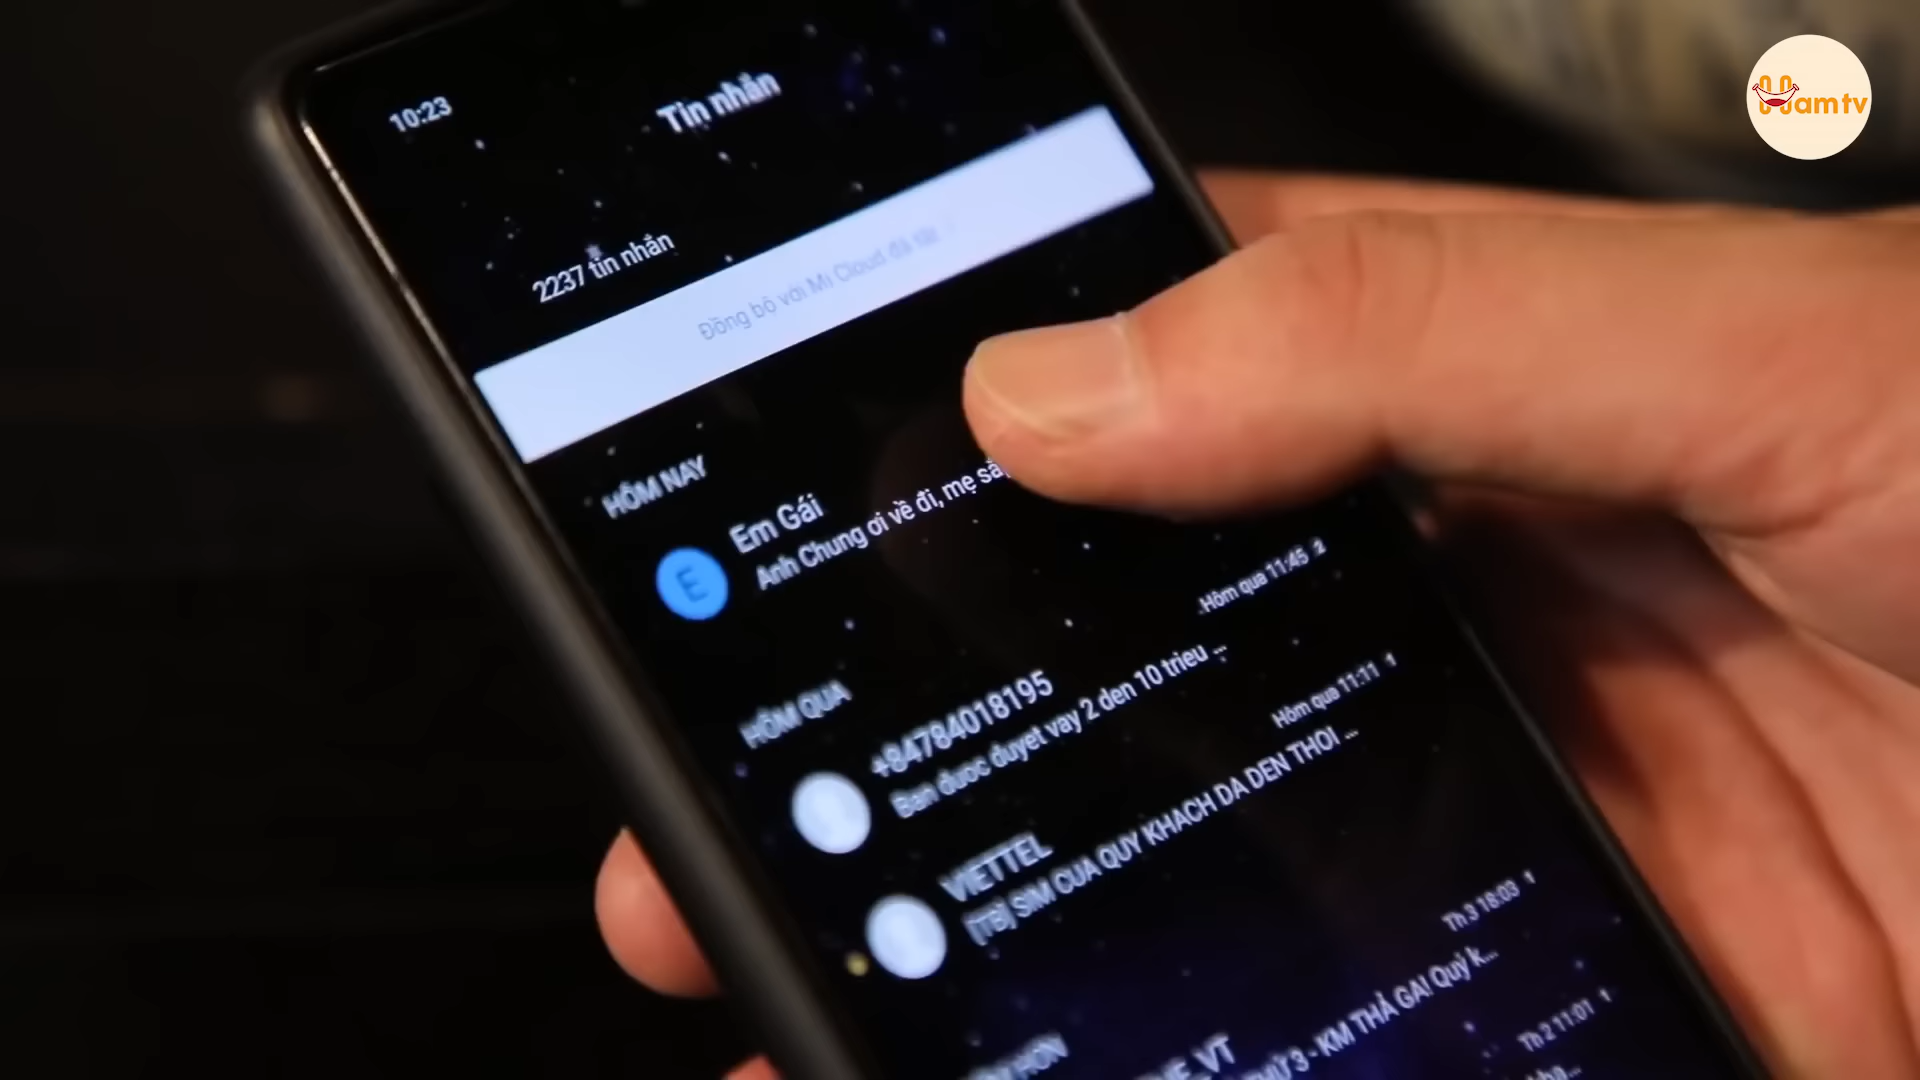 10:23
Tin nhắn
2237 tin nhắn
Đồng bộ với Mi Cloud đã tắt
HÔM NAY
Em Gái
Anh Chung ơi về đi, mẹ
Hôm qua 11:45 2
HÔM QUA
+84784018195
Ban duoc duyet vay 2 den 10 trieu ...
Hôm qua 11:11 1
VIETTEL
[TB] SIM CUA QUY KHACH DA DEN THOI ...
Th 3 18:03 1
THỨ 3 - KM THẢ GA! Quý k...
Th 2 11:01 1
Hamtv